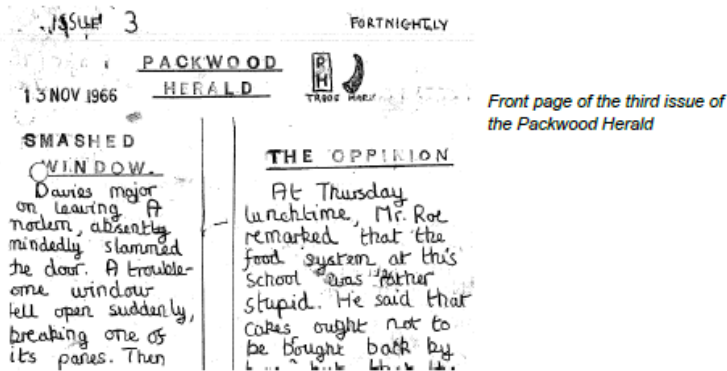 ISSUE 3
FORTNIGHTLY
PACKWOOD
HERALD
PH
TRADE MARK
13 NOV 1966
Front page of the third issue of
the Packwood Herald
SMASHED
WINDOW.
Davies major
on leaving A
nodern, absently
mindedly slammed
the door. A trouble-
ome window
fell open suddenly,
breaking one of
its panes. Then
THE OPPINION
At Thursday
lunchtime, Mr. Roe
remarked that the
food system at this
school was rather
stupid. He said that
cakes ought not to
be bought back by